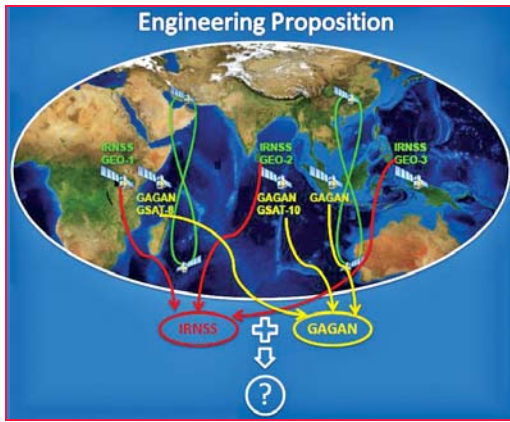 Engineering Proposition
IRNSS
GEO-1
IRNSS
GEO-2
IRNSS
GEO-3
GAGAN
GSAT-8
GAGAN
GSAT-10
GAGAN
IRNSS
GAGAN
?